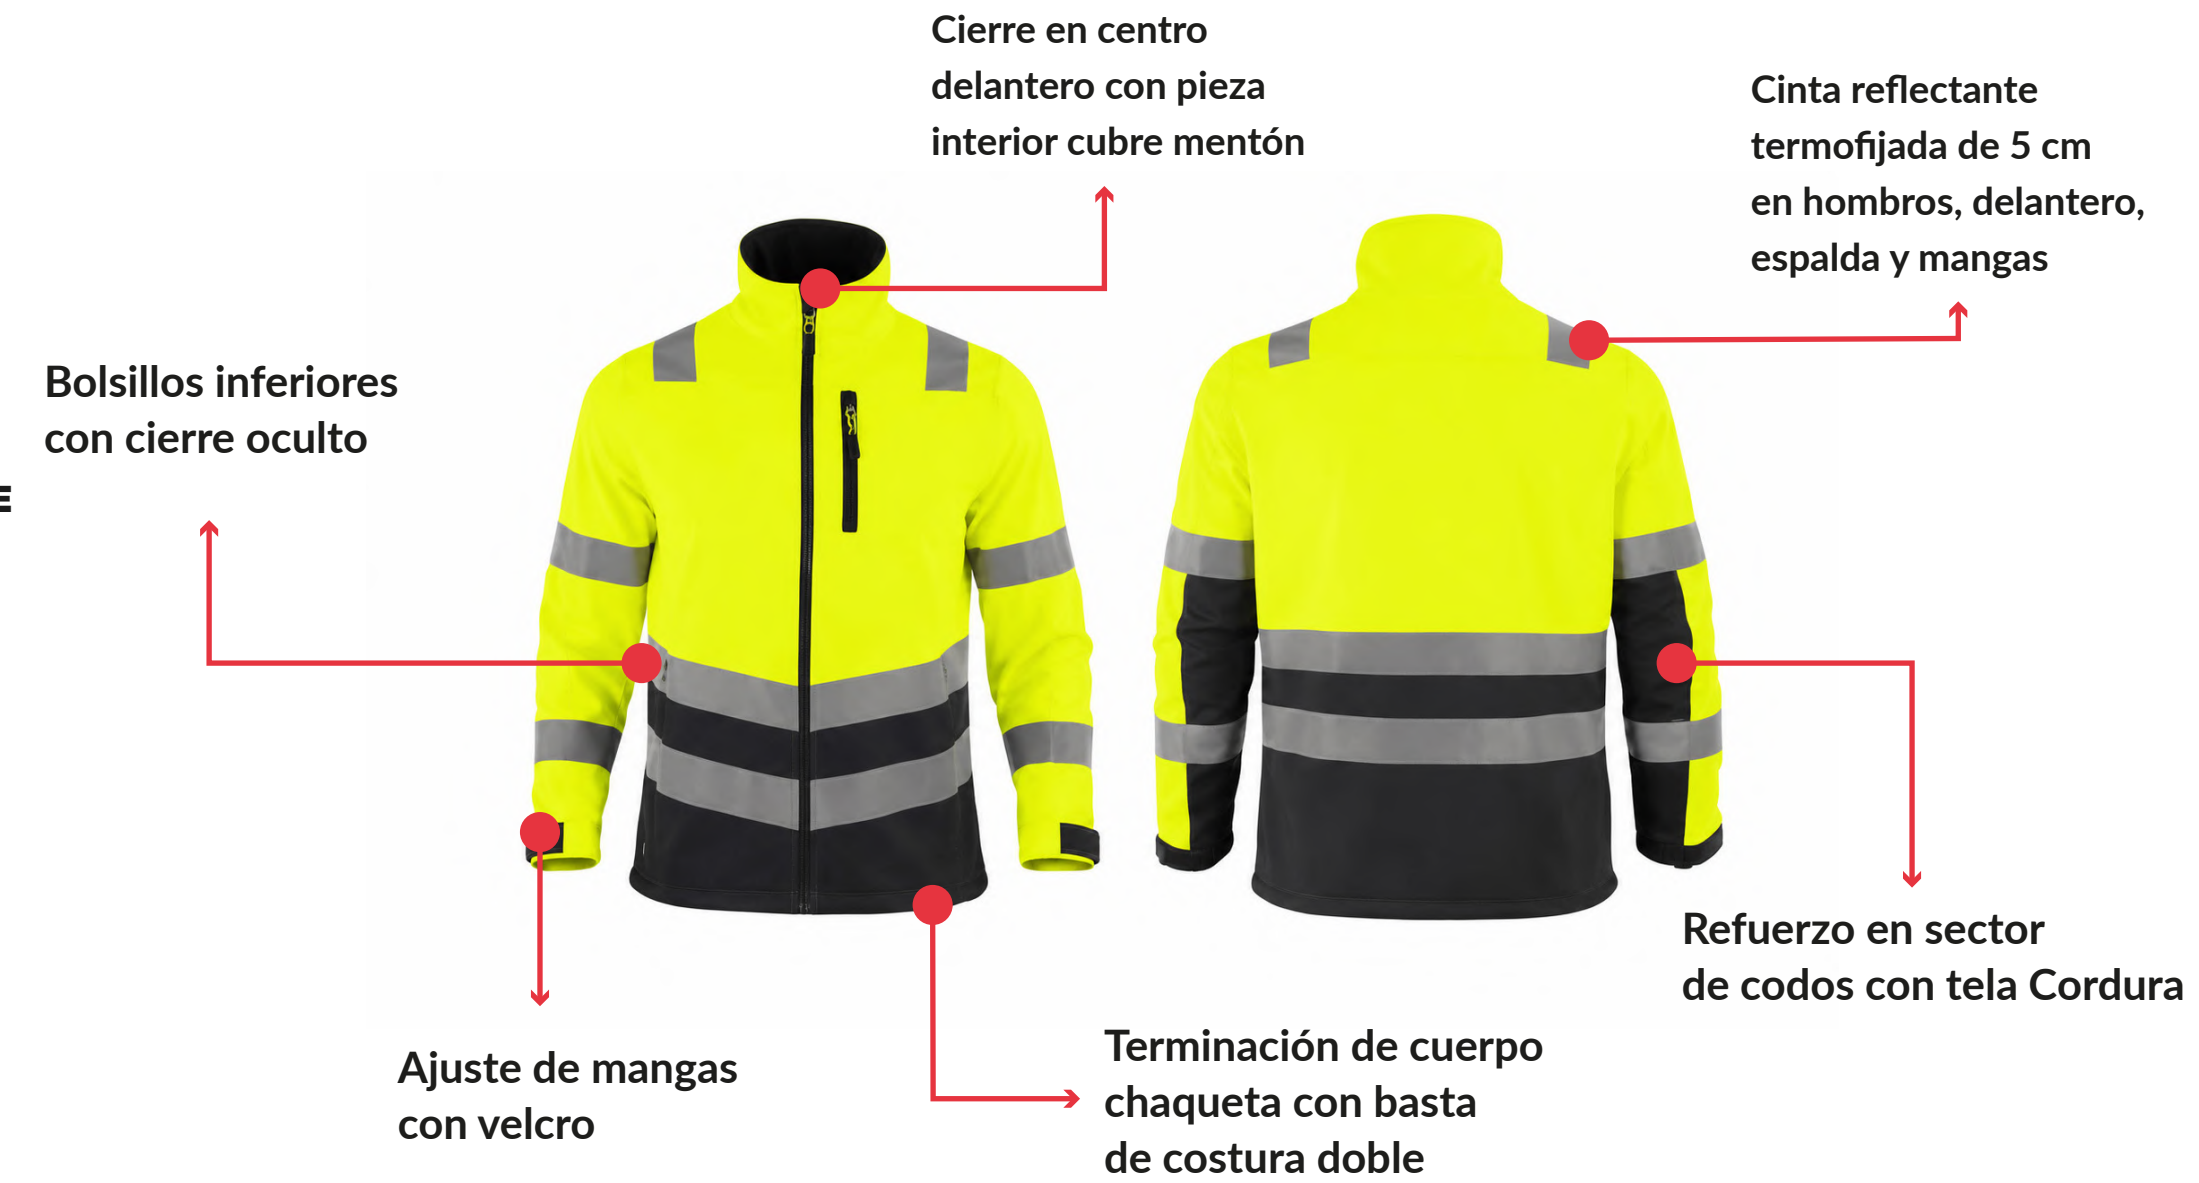 Cierre en centro
delantero con pieza
interior cubre mentón
Cinta reflectante
termofijada de 5 cm
en hombros, delantero,
espalda y mangas
Bolsillos inferiores
con cierre oculto
E
Refuerzo en sector
de codos con tela Cordura
Ajuste de mangas
con velcro
Terminación de cuerpo
chaqueta con basta
de costura doble